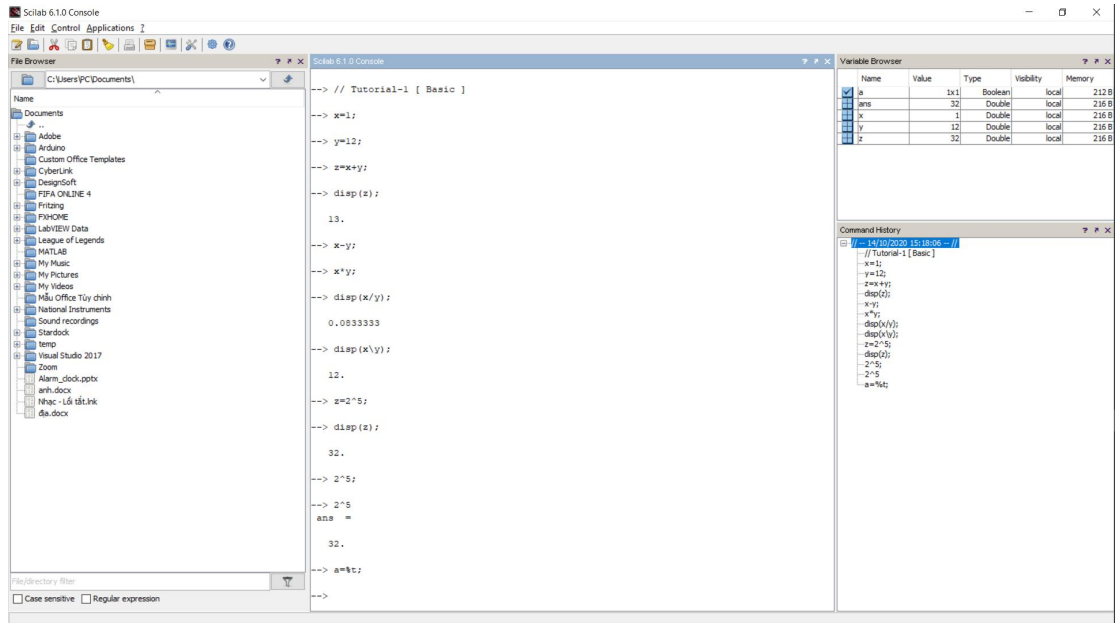 Scilab 6.1.0 Console
File Edit Control Applications ?
File Browser
C:\Users\PC\Documents\
Name
Documents
..
Adobe
Arduino
Custom Office Templates
CyberLink
DesignSoft
FIFA ONLINE 4
Fritzing
FXHOME
LabVIEW Data
League of Legends
MATLAB
My Music
My Pictures
My Videos
Mẫu Office Tùy chỉnh
National Instruments
Sound recordings
Stardock
temp
Visual Studio 2017
Zoom
Alarm_clock.pptx
anh.docx
Nhạc - Lối tắt.lnk
địa.docx
File/directory filter
Case sensitive Regular expression
Scilab 6.1.0 Console
--> // Tutorial-1 [ Basic ]
--> x=1;
--> y=12;
--> z=x+y;
--> disp(z);
13.
--> x-y;
--> x*y;
--> disp(x/y);
0.0833333
--> disp(x\y);
12.
--> z=2^5;
--> disp(z);
32.
--> 2^5;
--> 2^5
ans =
32.
--> a=%t;
-->
Variable Browser
Name Value Type Visibility Memory
a 1x1 Boolean local 212 B
ans 32 Double local 216 B
x 1 Double local 216 B
y 12 Double local 216 B
z 32 Double local 216 B
Command History
// -- 14/10/2020 15:18:06 -- //
// Tutorial-1 [ Basic ]
x=1;
y=12;
z=x+y;
disp(z);
x-y;
x*y;
disp(x/y);
disp(x\y);
z=2^5;
disp(z);
2^5;
2^5
a=%t;